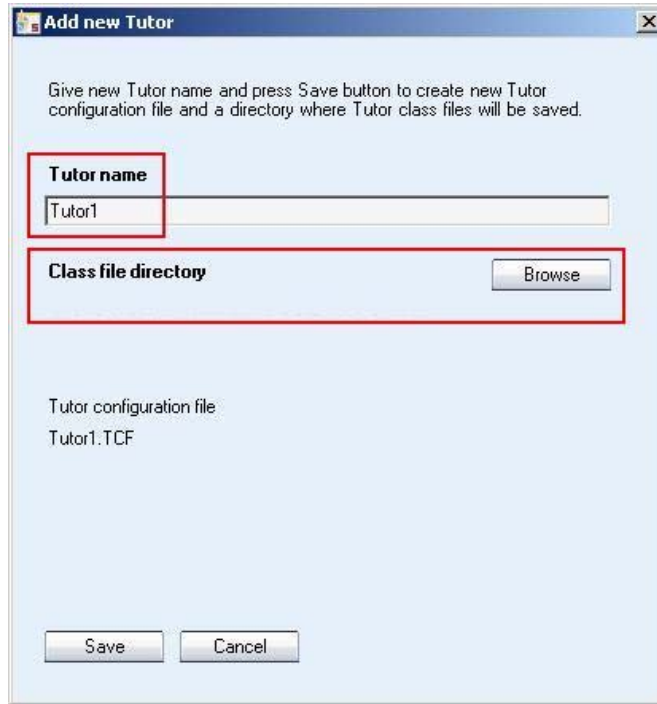 Add new Tutor
Give new Tutor name and press Save button to create new Tutor
configuration file and a directory where Tutor class files will be saved.
Tutor name
Tutor1
Class file directory
Browse
Tutor configuration file
Tutor1.TCF
Save
Cancel